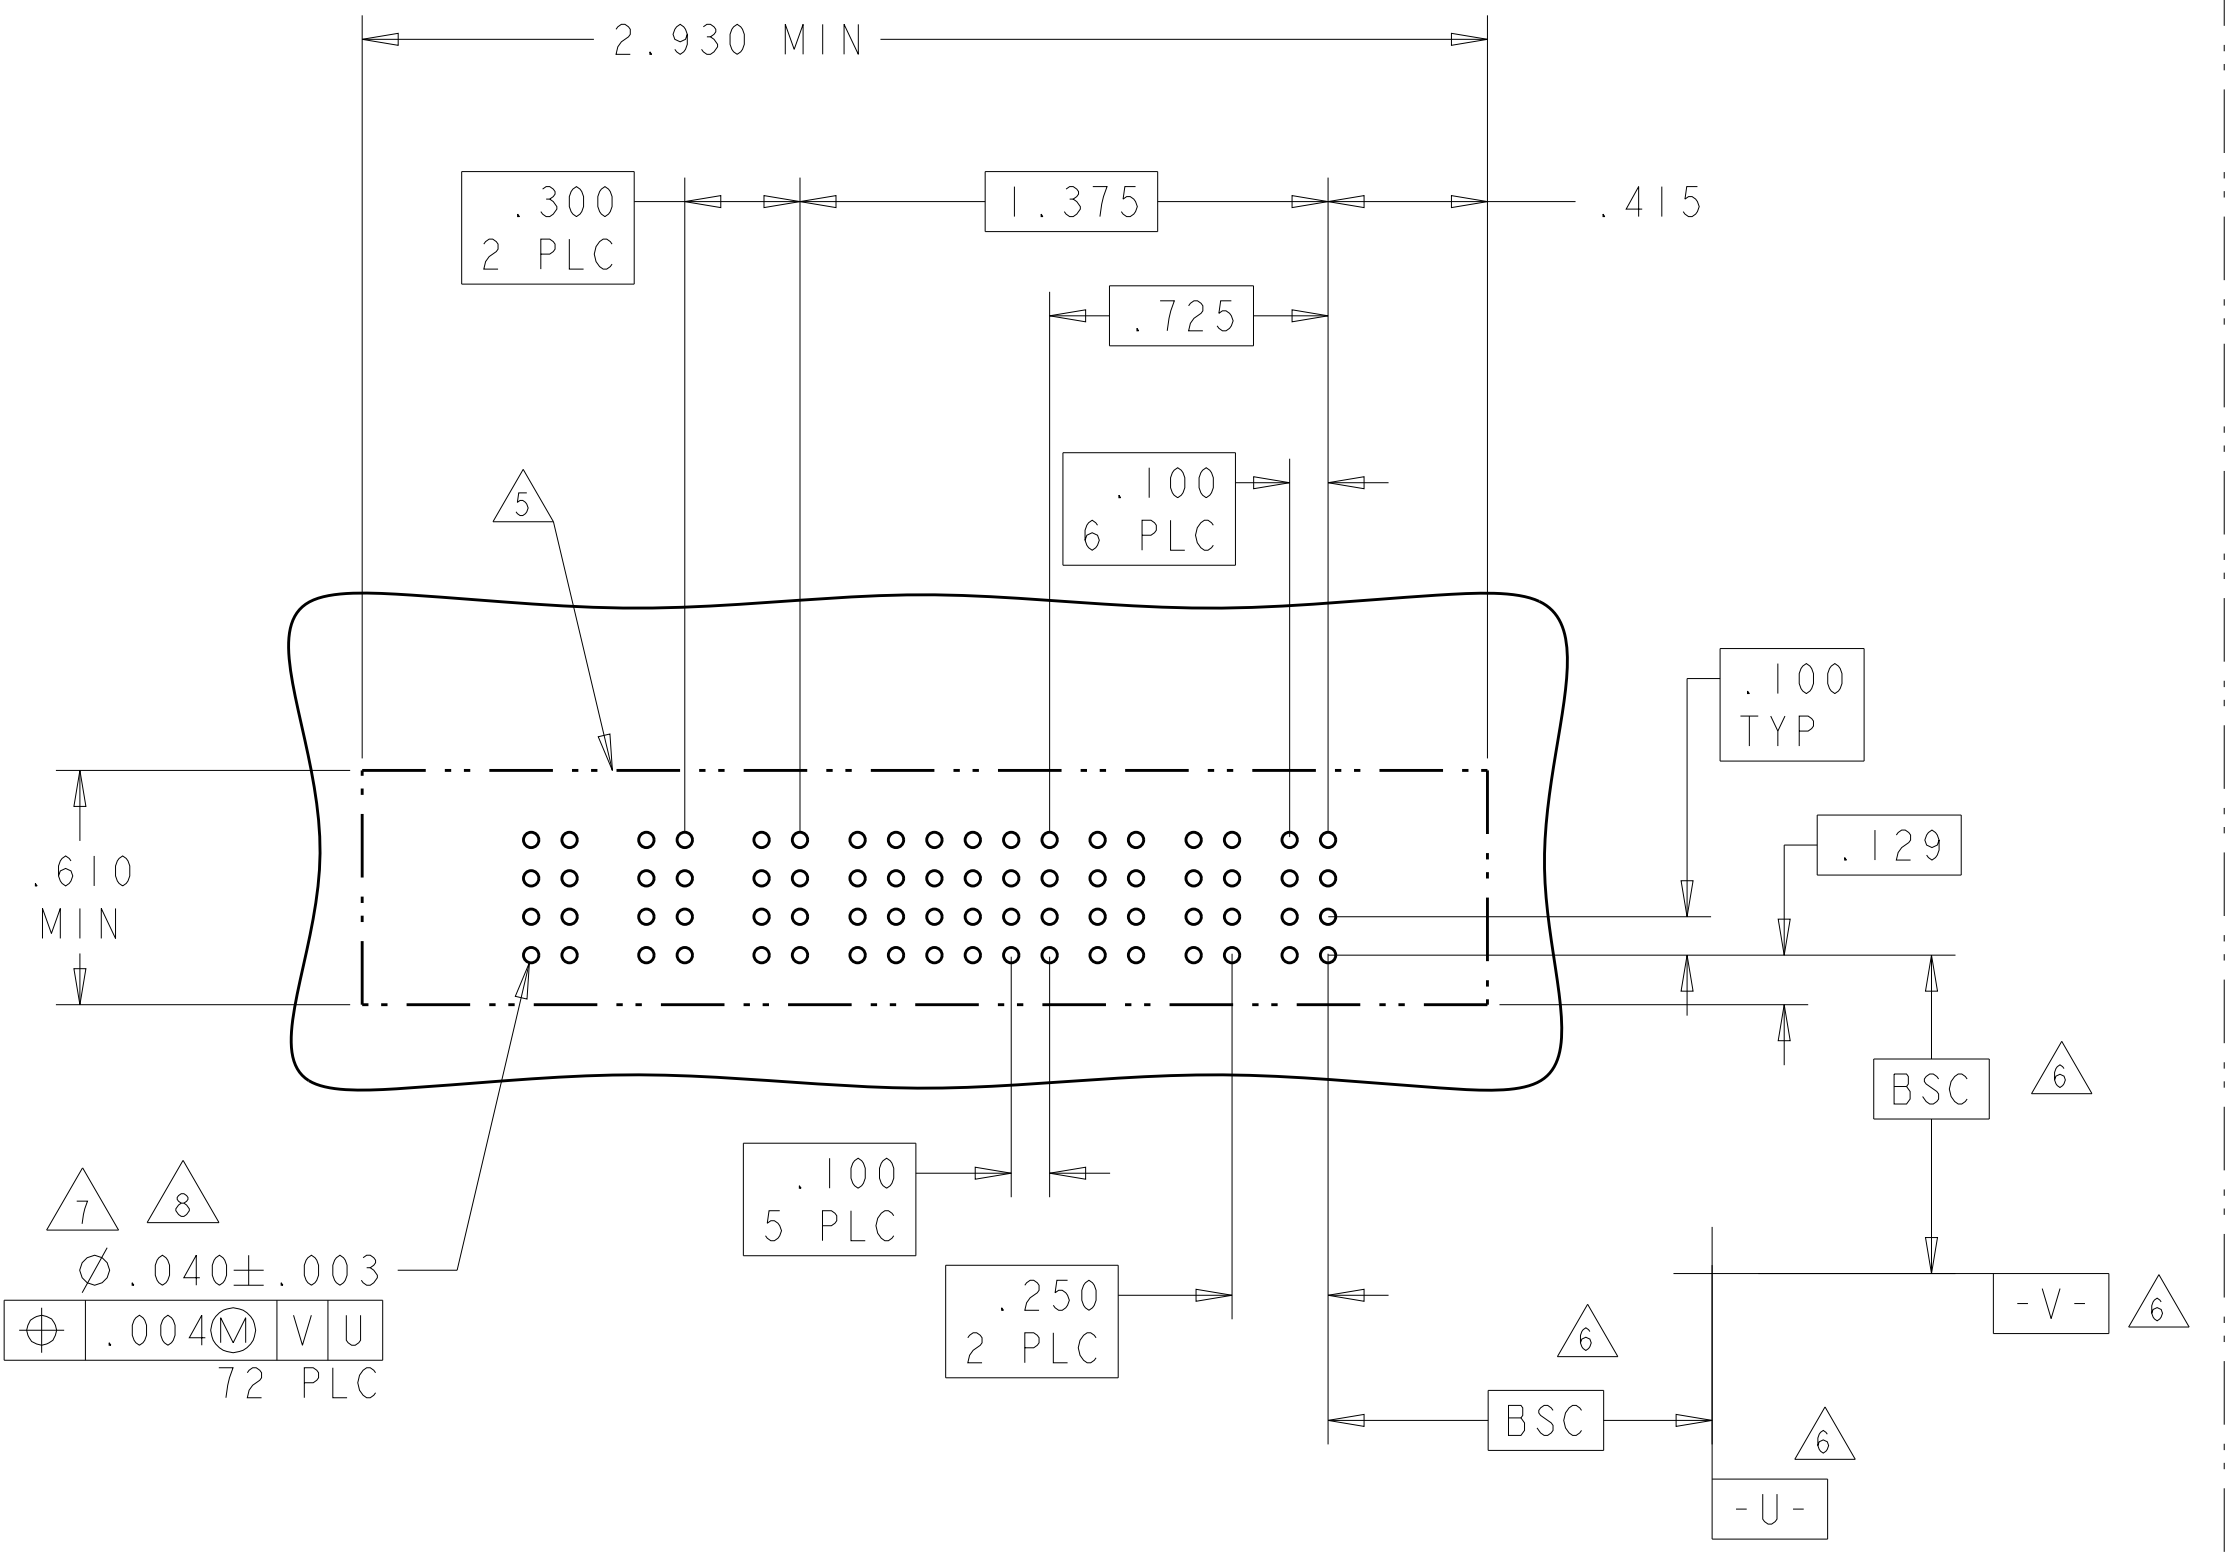 2.930 MIN
.300
2 PLC
1.375
.415
.725
.100
6 PLC
5
.100
TYP
.129
.610
MIN
BSC
6
.100
5 PLC
7
8
Ø.040±.003
⌖ .004Ⓜ V U
72 PLC
.250
2 PLC
-V-
6
6
BSC
6
-U-